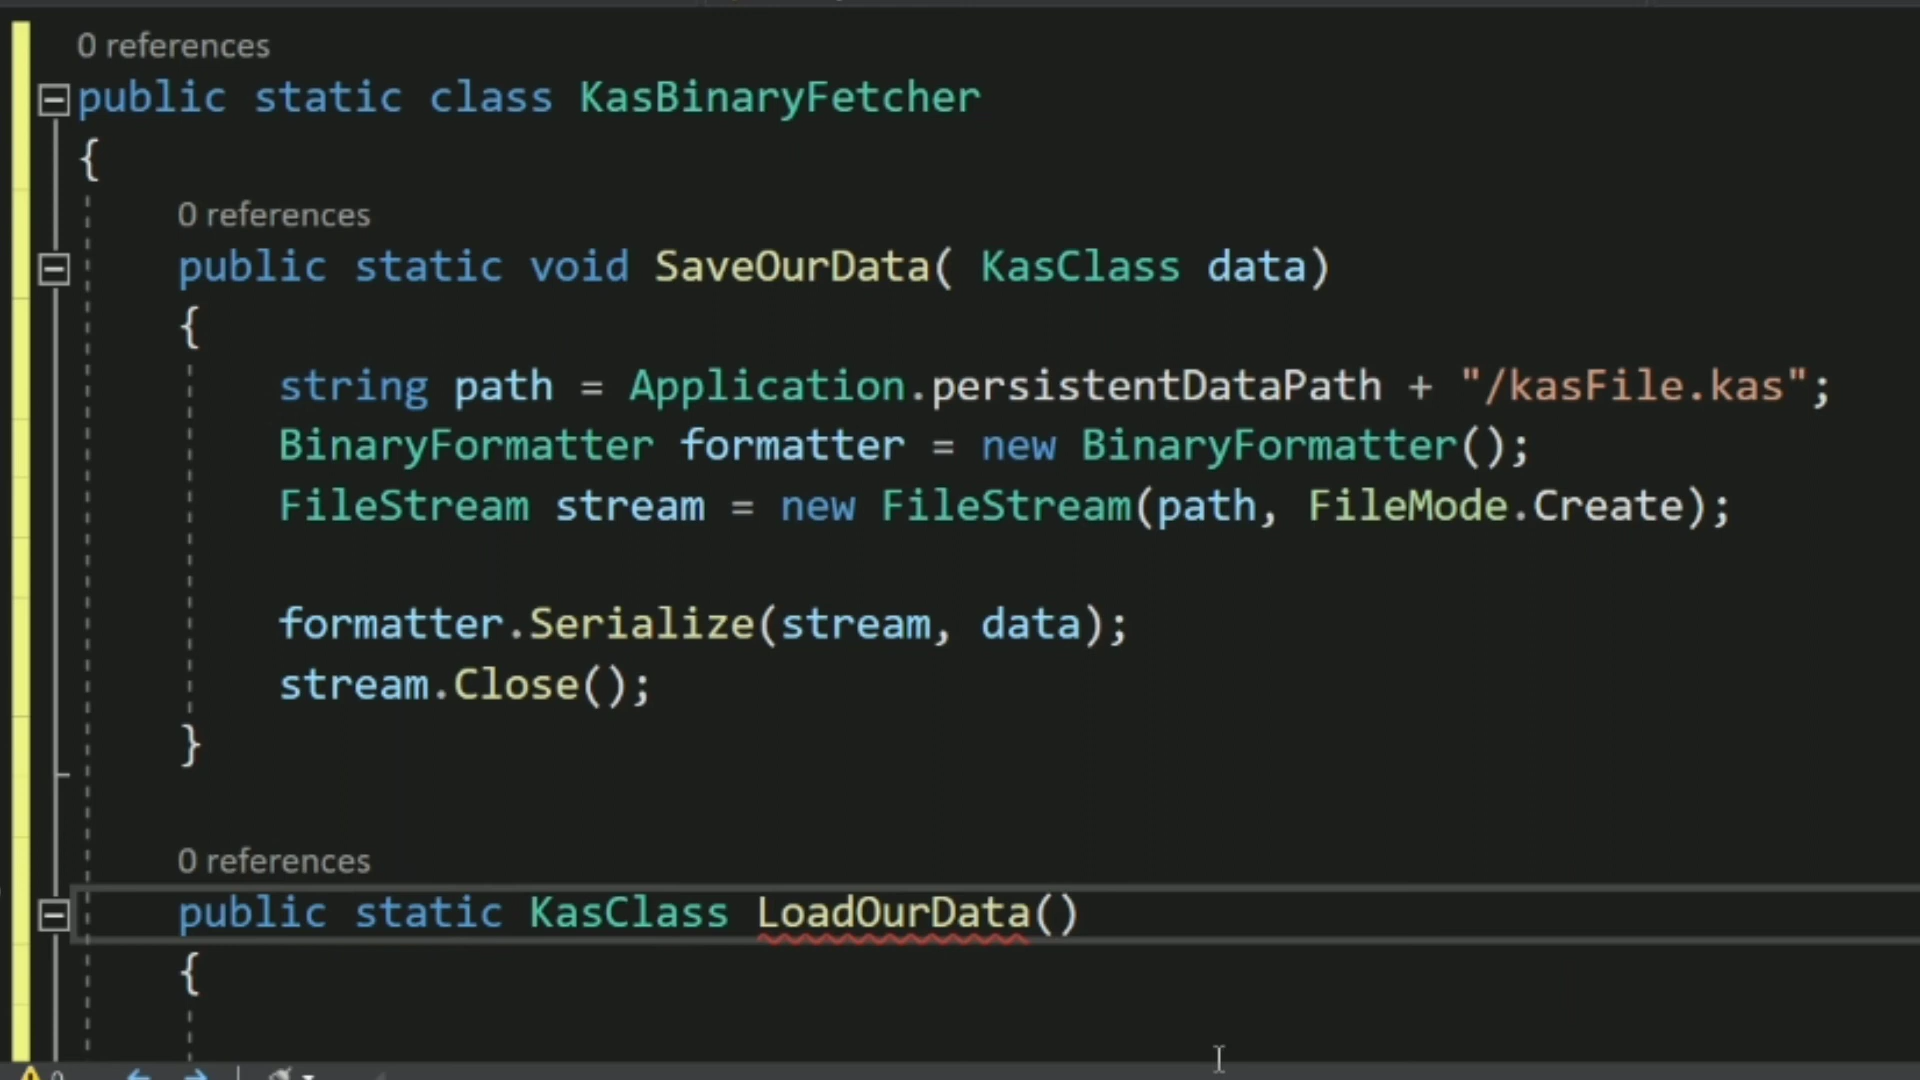 0 references
public static class KasBinaryFetcher
{
0 references
public static void SaveOurData( KasClass data)
{
string path = Application.persistentDataPath + "/kasFile.kas";
BinaryFormatter formatter = new BinaryFormatter();
FileStream stream = new FileStream(path, FileMode.Create);
formatter.Serialize(stream, data);
stream.Close();
}
0 references
public static KasClass LoadOurData()
{